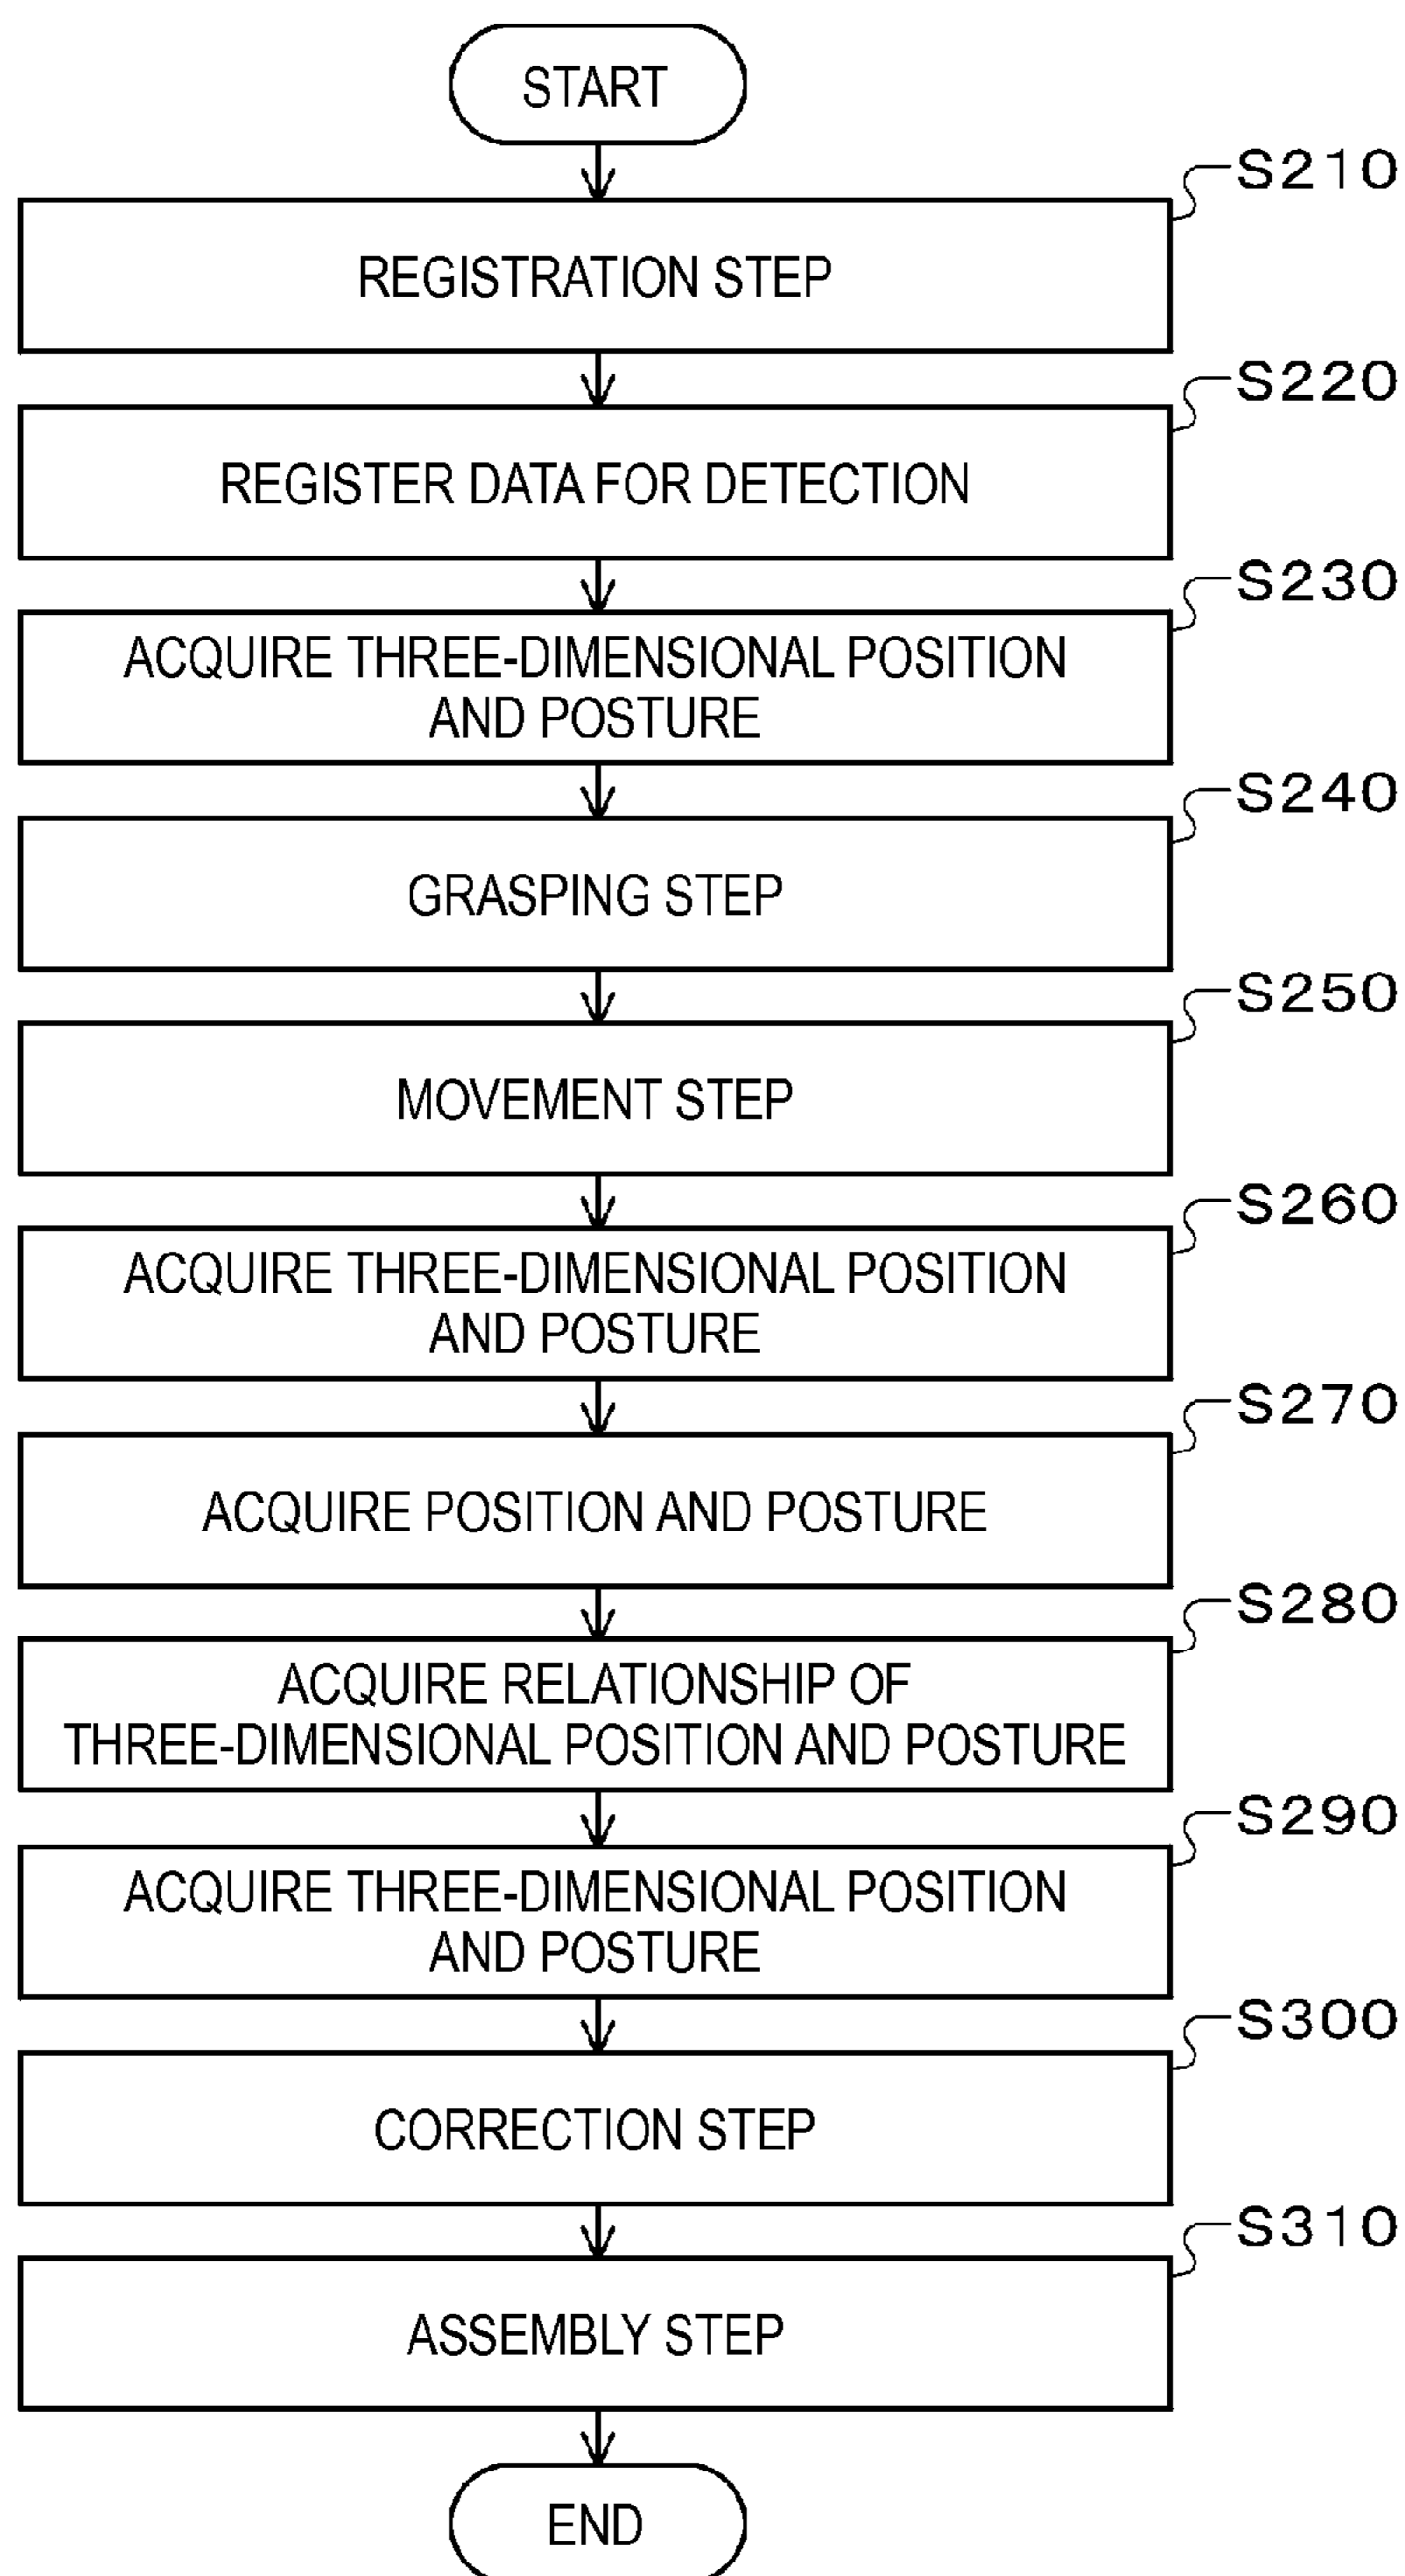 START
S210
REGISTRATION STEP
S220
REGISTER DATA FOR DETECTION
S230
ACQUIRE THREE-DIMENSIONAL POSITION
AND POSTURE
S240
GRASPING STEP
S250
MOVEMENT STEP
S260
ACQUIRE THREE-DIMENSIONAL POSITION
AND POSTURE
S270
ACQUIRE POSITION AND POSTURE
S280
ACQUIRE RELATIONSHIP OF
THREE-DIMENSIONAL POSITION AND POSTURE
S290
ACQUIRE THREE-DIMENSIONAL POSITION
AND POSTURE
S300
CORRECTION STEP
S310
ASSEMBLY STEP
END